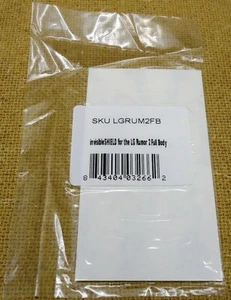 SKU LGRUM2FB
invisibleSHIELD for the LG Rumor 2 Full Body
8 43404 03266 2